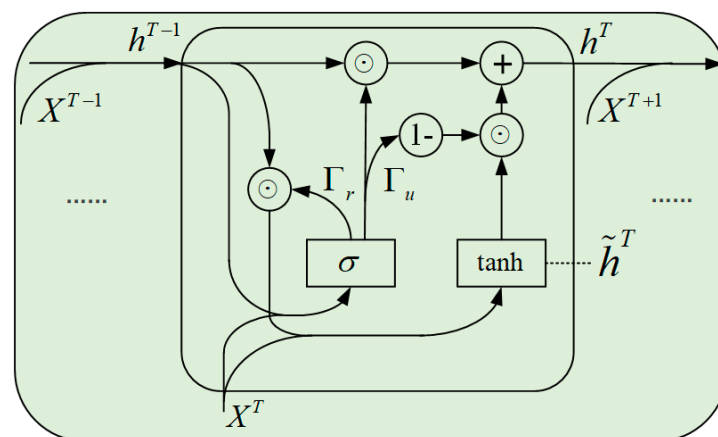 h^{T-1}
h^T
⊙
+
X^{T-1}
X^{T+1}
1-
⊙
⊙
Γ_r
Γ_u
......
......
σ
tanh
h̃^T
X^T